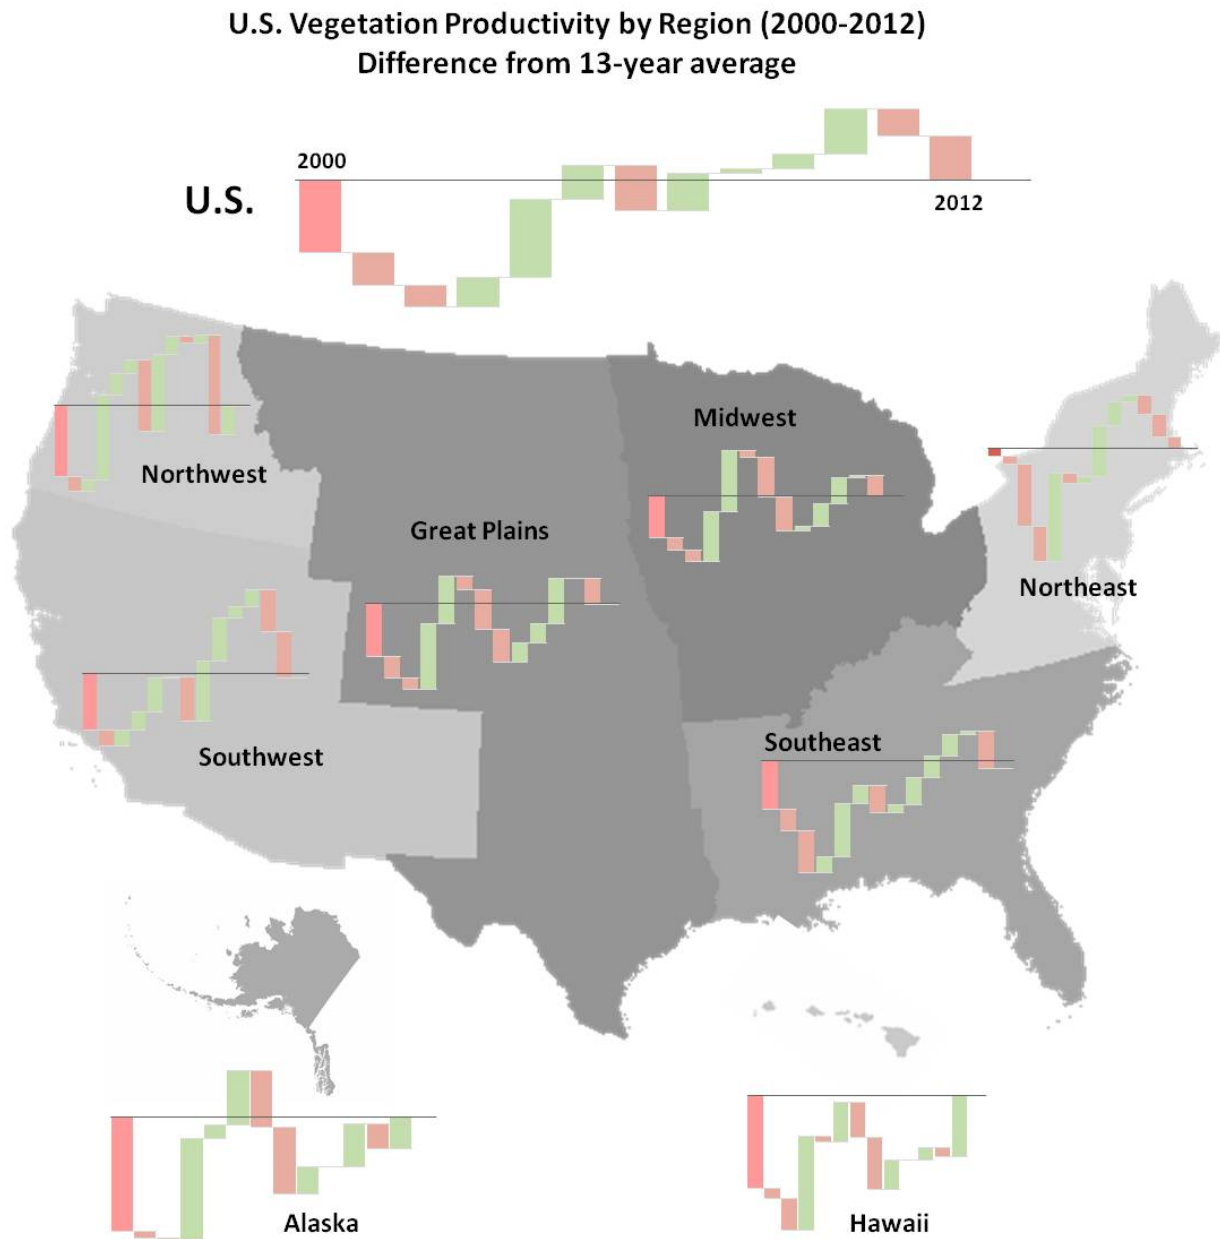 U.S. Vegetation Productivity by Region (2000-2012)
Difference from 13-year average
2000
U.S.
2012
Midwest
Northwest
Great Plains
Northeast
Southeast
Southwest
Alaska
Hawaii